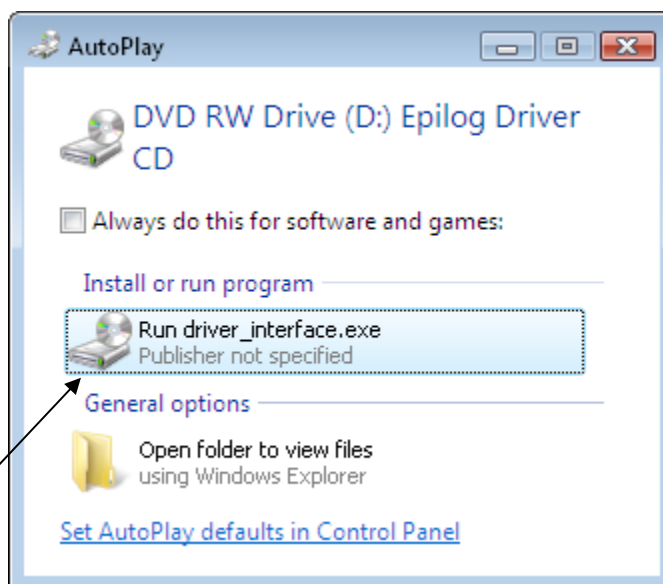 AutoPlay
DVD RW Drive (D:) Epilog Driver
CD
Always do this for software and games:
Install or run program
Run driver_interface.exe
Publisher not specified
General options
Open folder to view files
using Windows Explorer
Set AutoPlay defaults in Control Panel